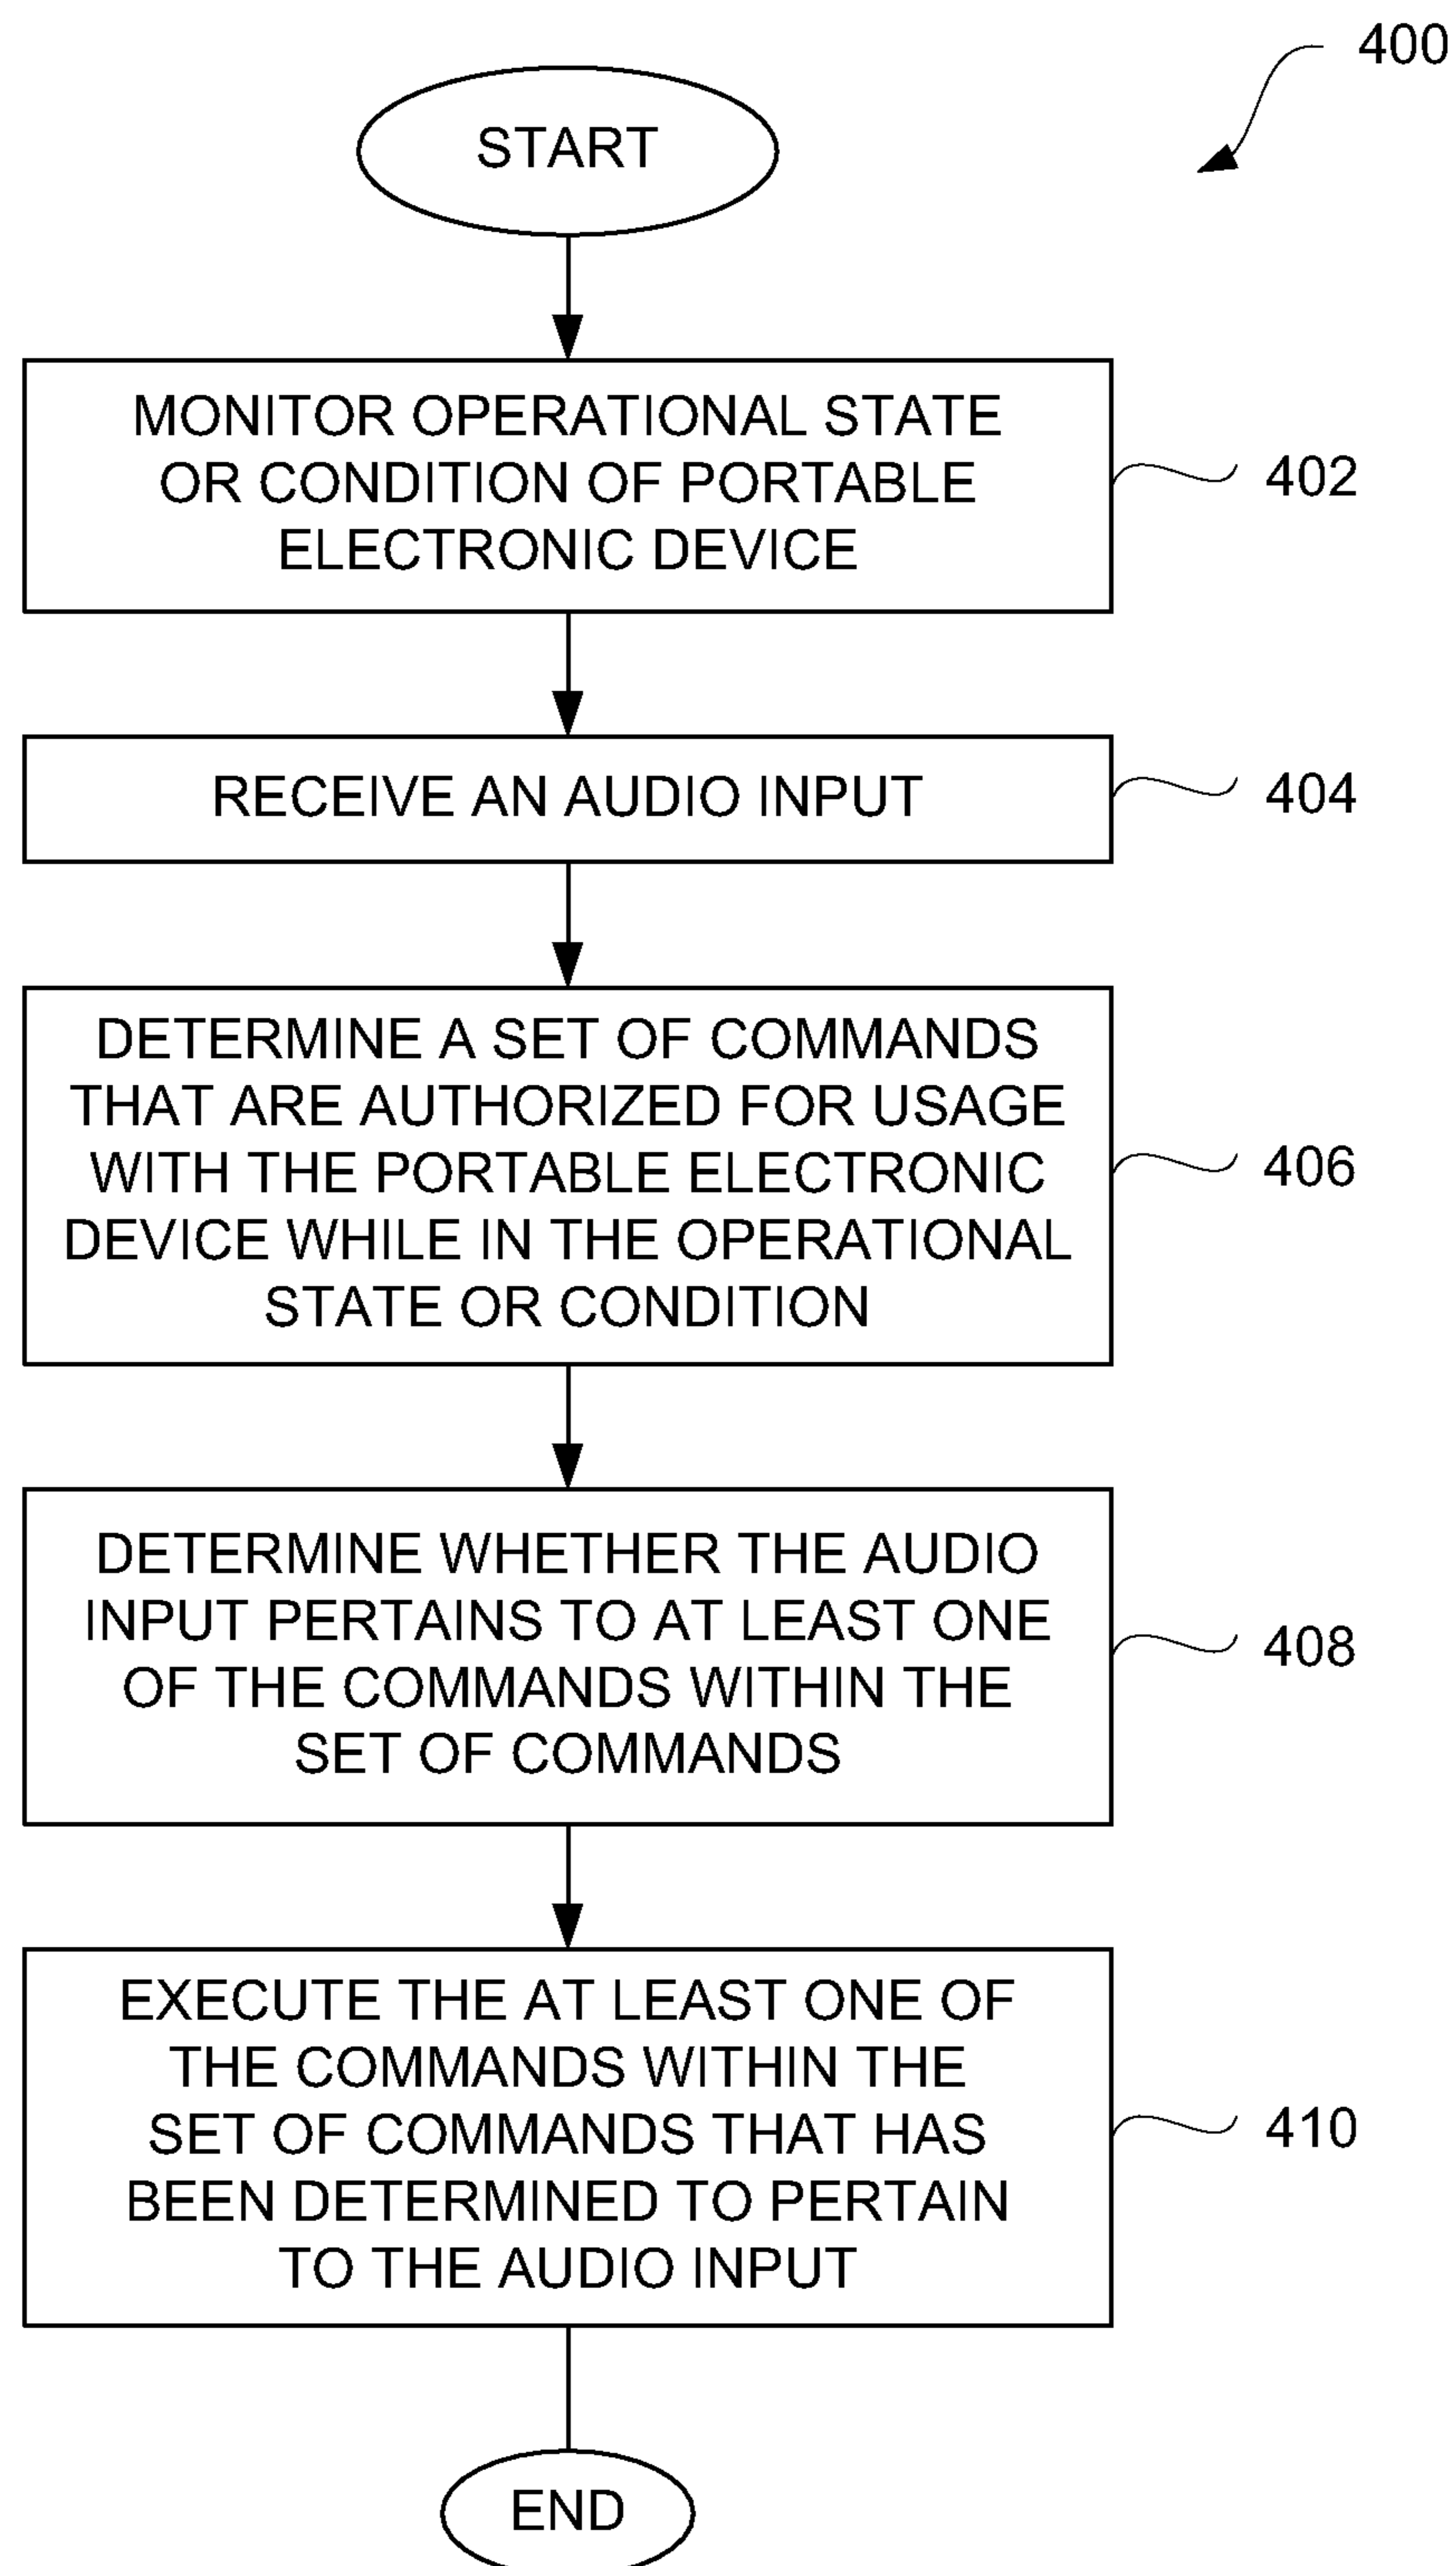 400
START
MONITOR OPERATIONAL STATE
OR CONDITION OF PORTABLE
ELECTRONIC DEVICE
402
RECEIVE AN AUDIO INPUT
404
DETERMINE A SET OF COMMANDS
THAT ARE AUTHORIZED FOR USAGE
WITH THE PORTABLE ELECTRONIC
DEVICE WHILE IN THE OPERATIONAL
STATE OR CONDITION
406
DETERMINE WHETHER THE AUDIO
INPUT PERTAINS TO AT LEAST ONE
OF THE COMMANDS WITHIN THE
SET OF COMMANDS
408
EXECUTE THE AT LEAST ONE OF
THE COMMANDS WITHIN THE
SET OF COMMANDS THAT HAS
BEEN DETERMINED TO PERTAIN
TO THE AUDIO INPUT
410
END